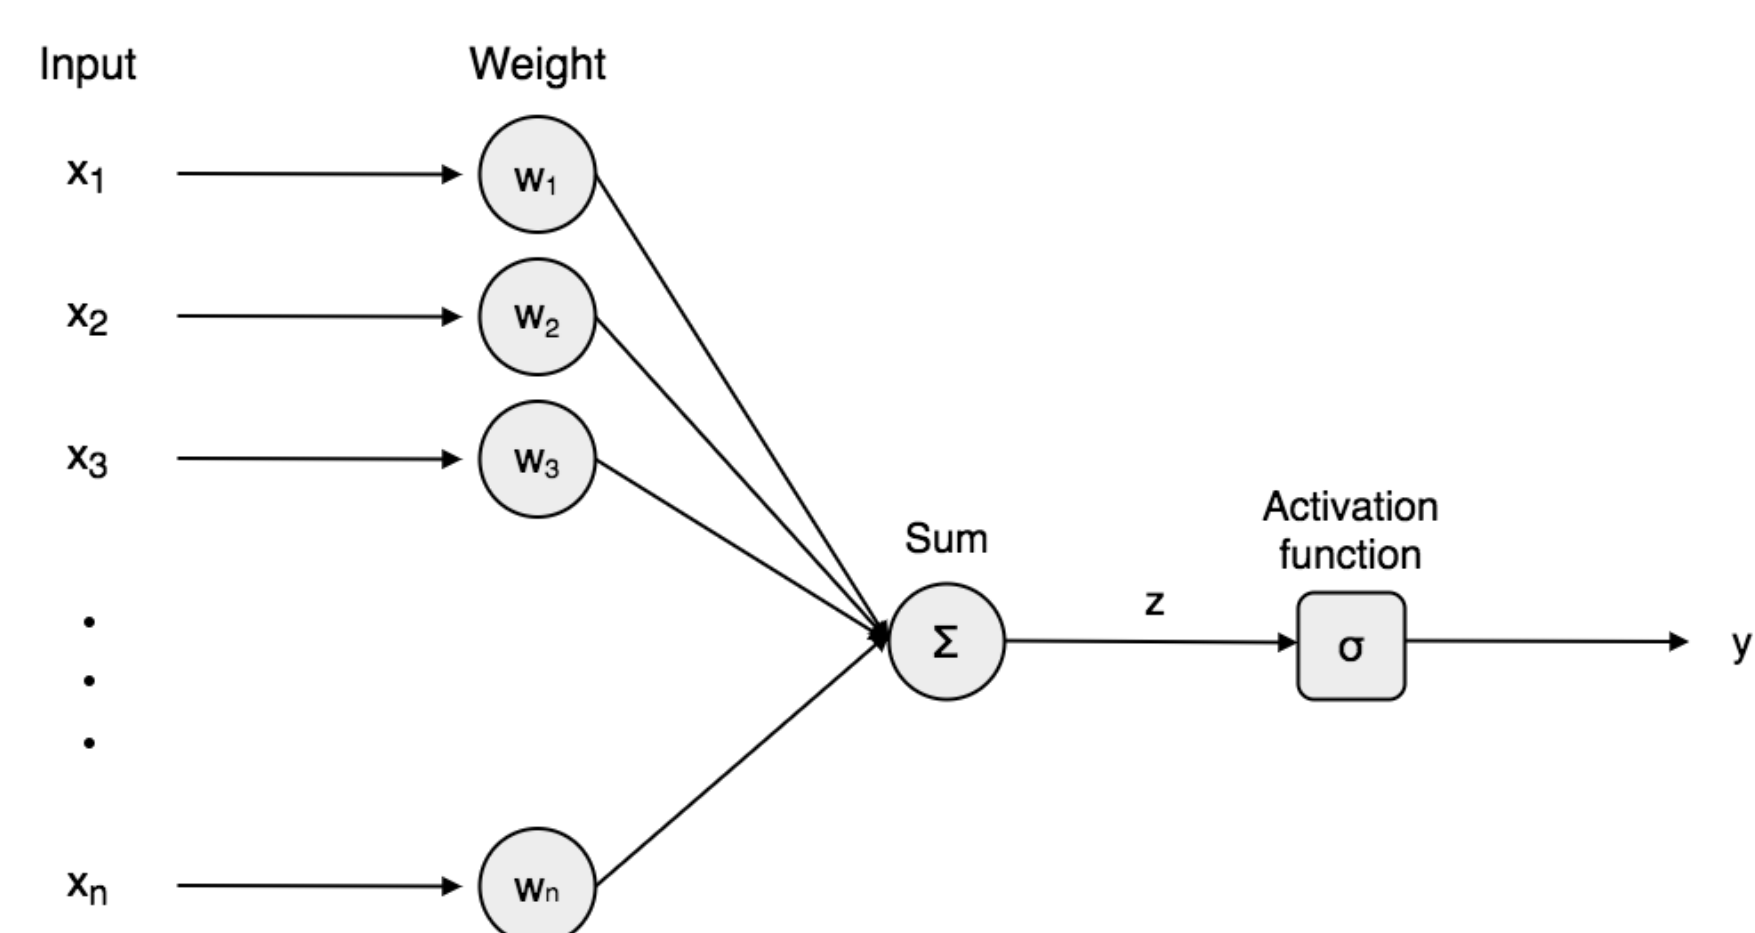 Input Weight
x₁ w₁
x₂ w₂
x₃ w₃
Activation
function
Sum
z
Σ σ y
xₙ wₙ